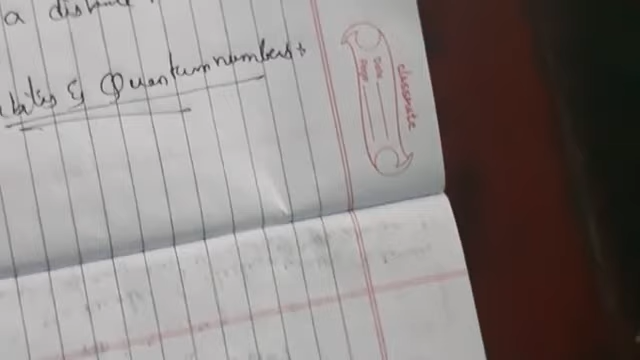 a distance
bitals & Quantum numbers :
classmate
Date
Page